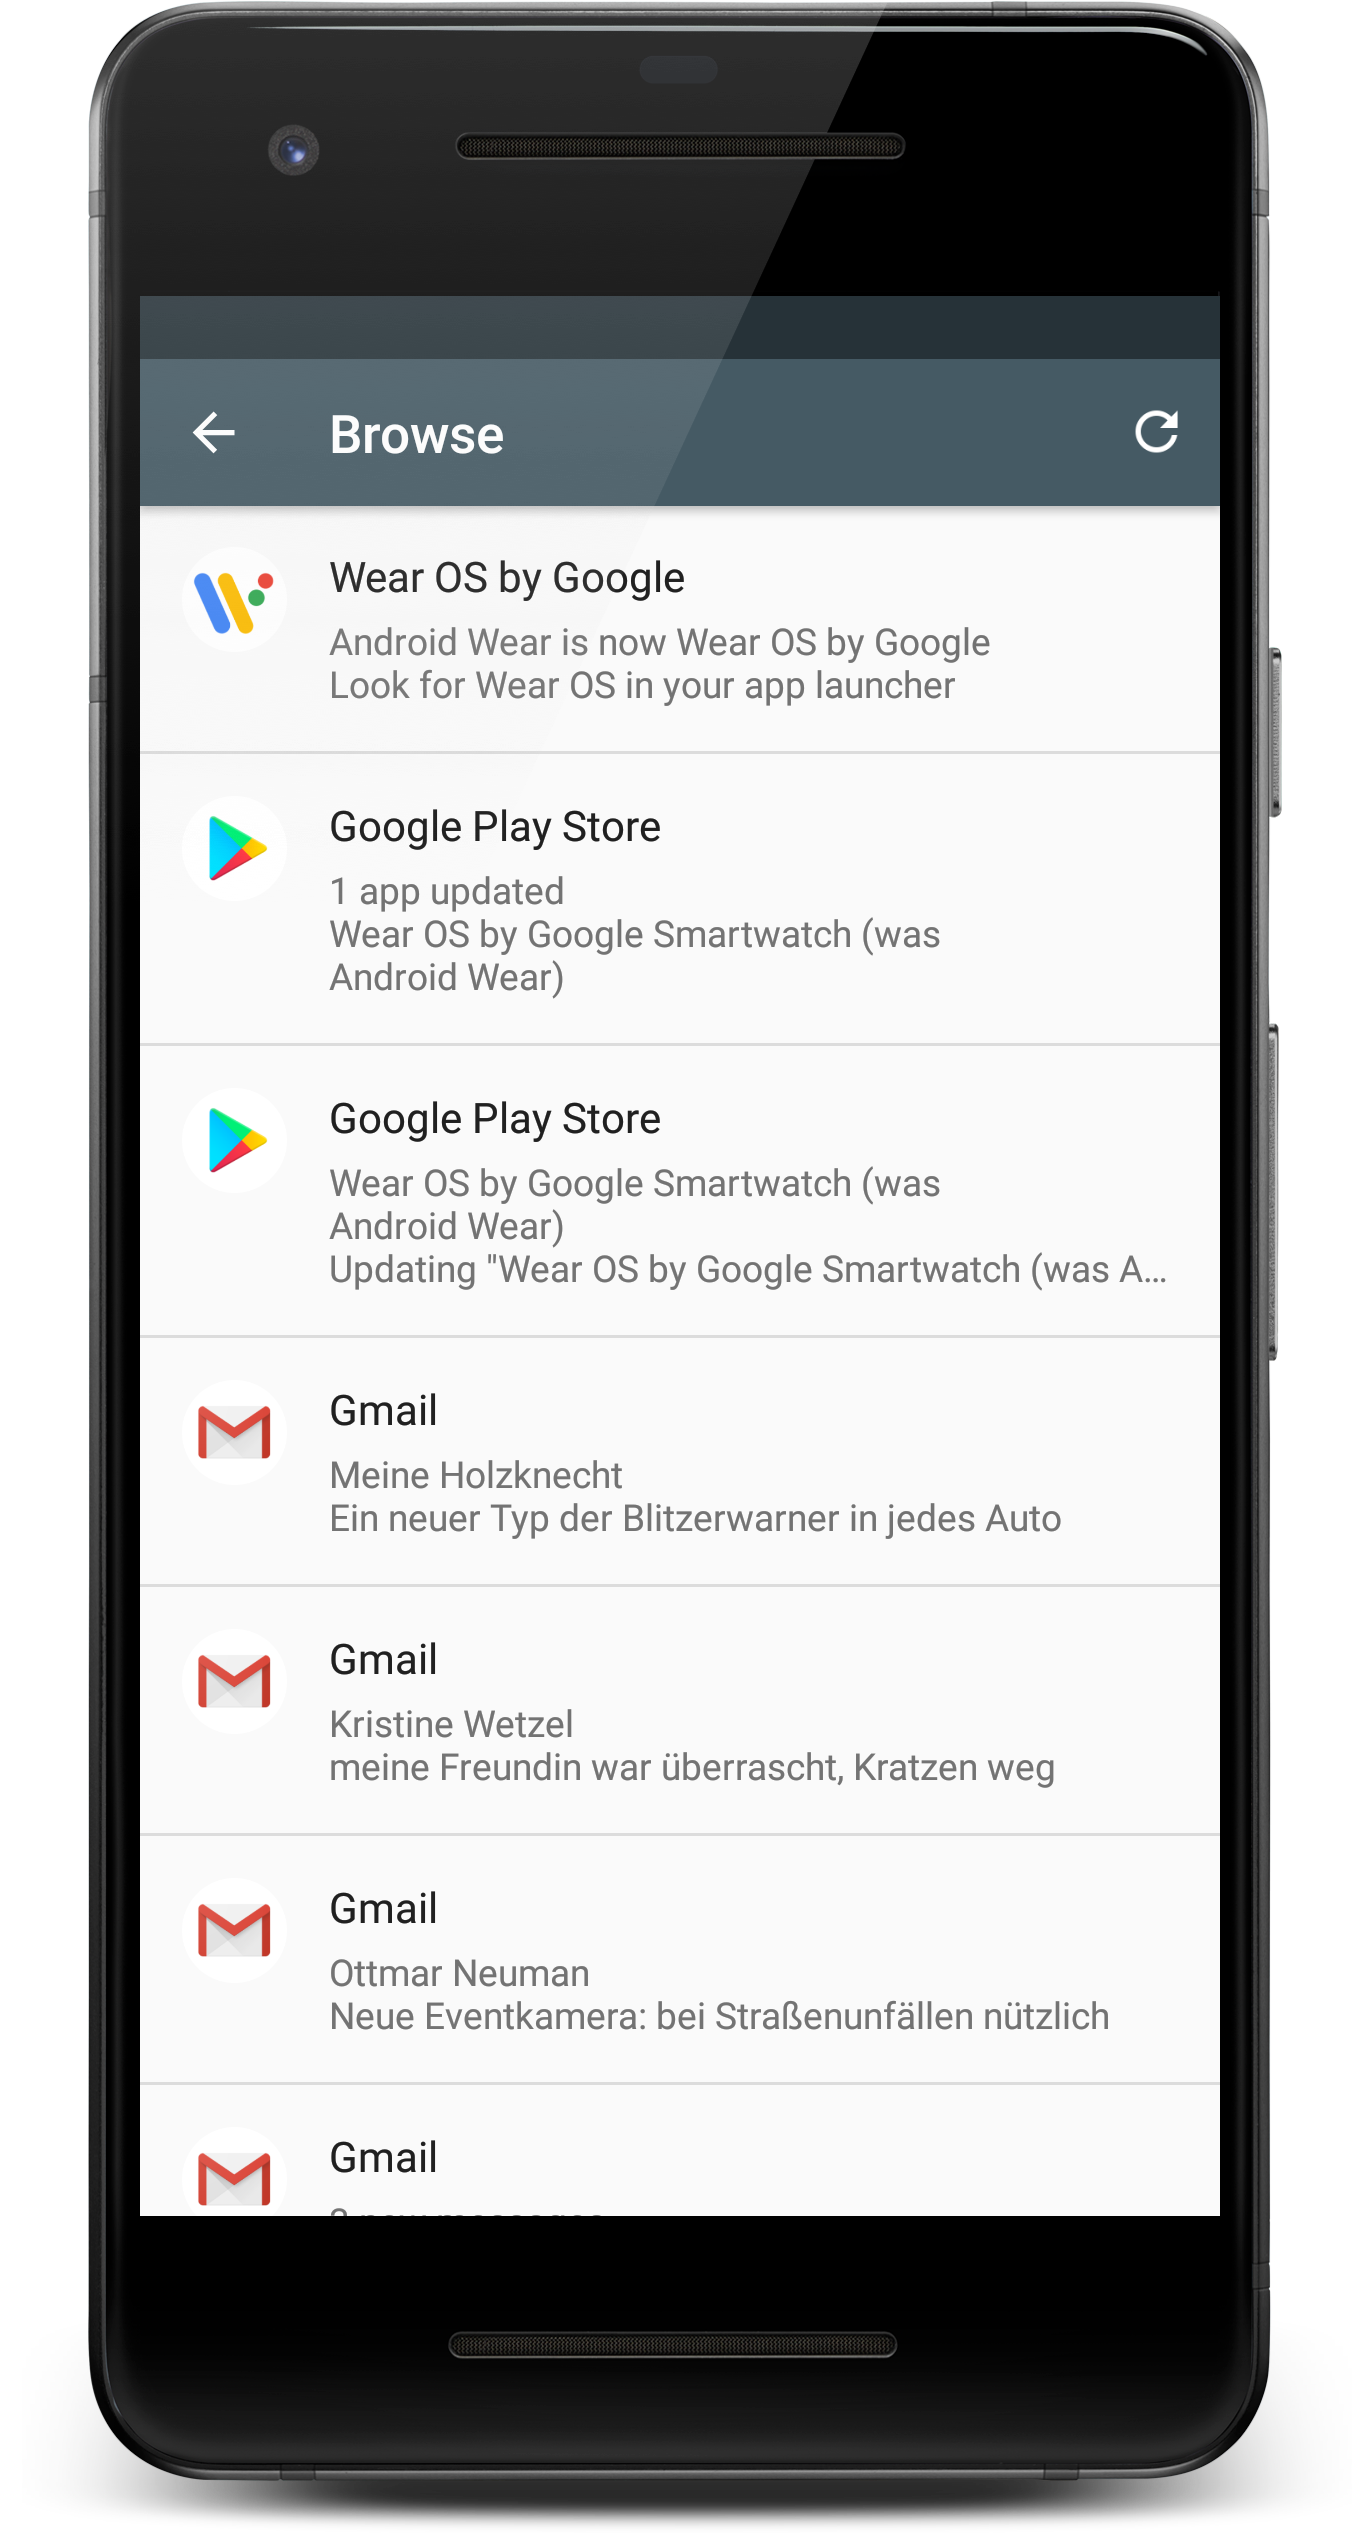 Browse
Wear OS by Google
Android Wear is now Wear OS by Google
Look for Wear OS in your app launcher
Google Play Store
1 app updated
Wear OS by Google Smartwatch (was
Android Wear)
Google Play Store
Wear OS by Google Smartwatch (was
Android Wear)
Updating "Wear OS by Google Smartwatch (was A…
Gmail
Meine Holzknecht
Ein neuer Typ der Blitzerwarner in jedes Auto
Gmail
Kristine Wetzel
meine Freundin war überrascht, Kratzen weg
Gmail
Ottmar Neuman
Neue Eventkamera: bei Straßenunfällen nützlich
Gmail